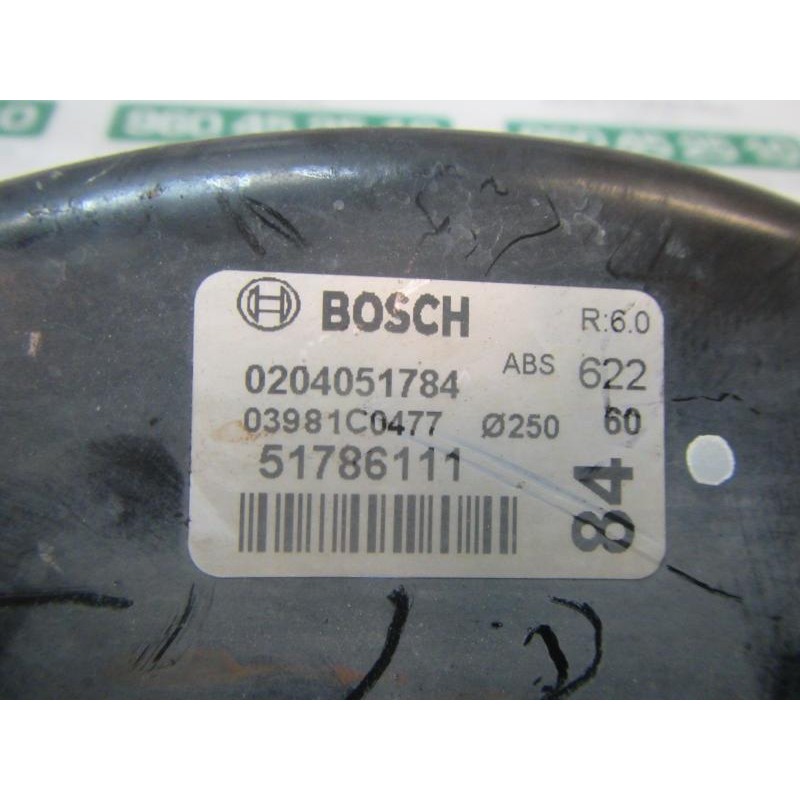 BOSCH R:6.0
0204051784 ABS 622
03981C0477 Ø250 60
51786111
84